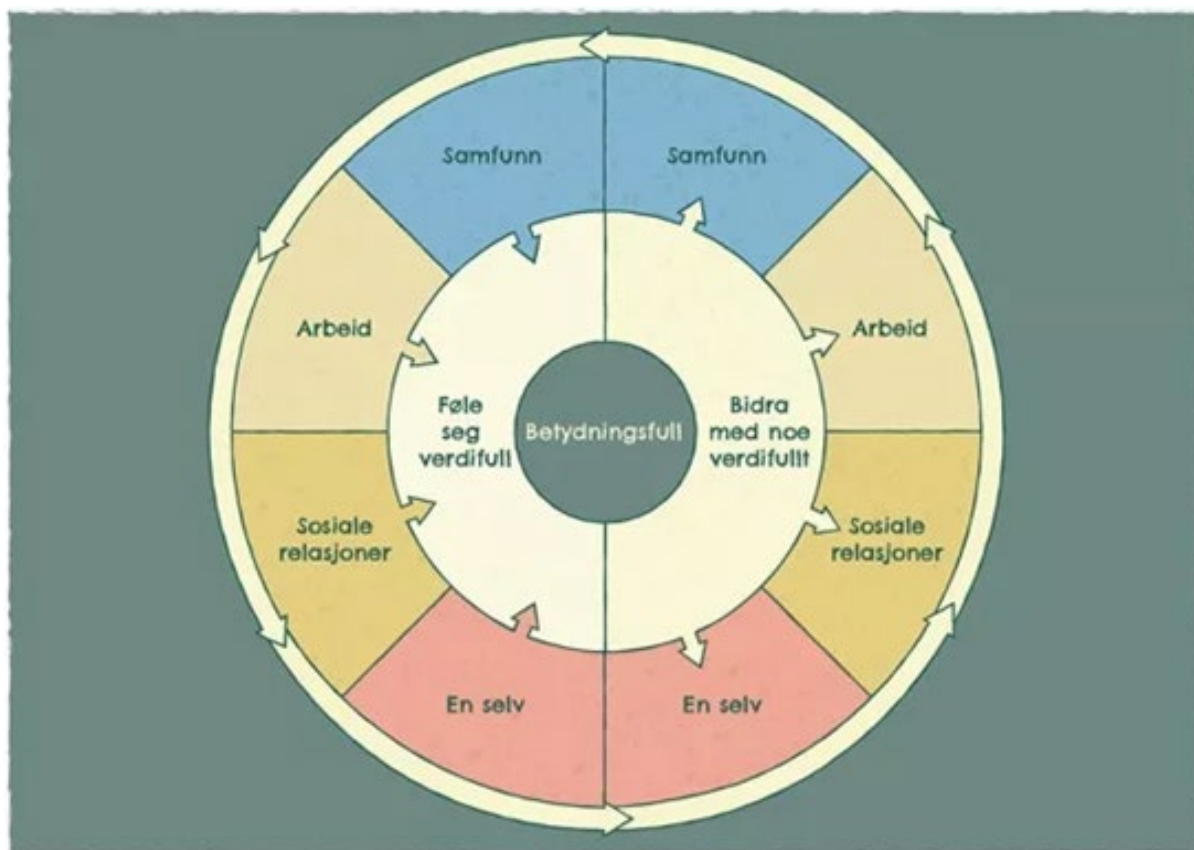 Samfunn
Samfunn
Arbeid
Arbeid
Føle
seg
verdifull
Betydningsfull
Bidra
med noe
verdifullt
Sosiale
relasjoner
Sosiale
relasjoner
En selv
En selv